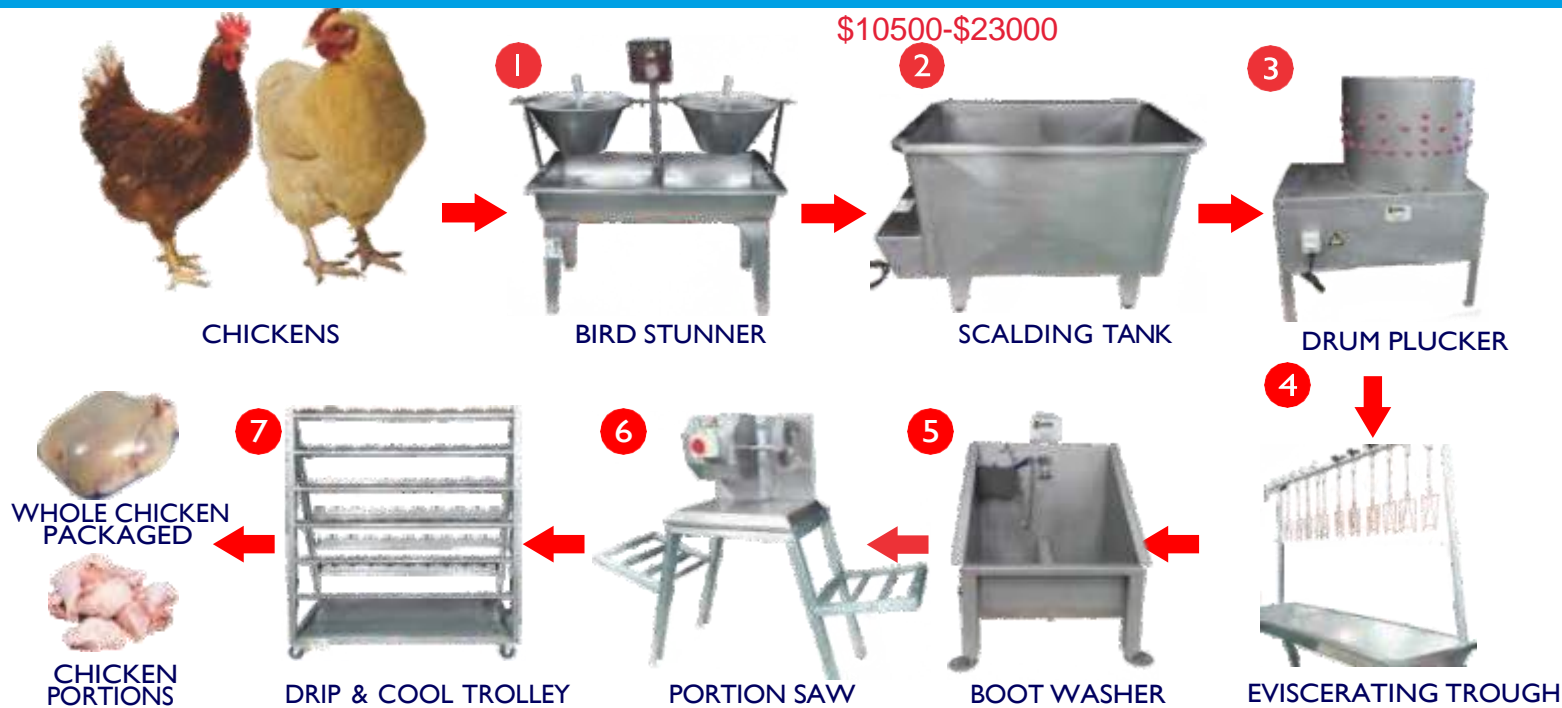 $10500-$23000
1
2
3
CHICKENS
BIRD STUNNER
SCALDING TANK
DRUM PLUCKER
4
5
6
7
WHOLE CHICKEN
PACKAGED
CHICKEN
PORTIONS
DRIP & COOL TROLLEY
PORTION SAW
BOOT WASHER
EVISCERATING TROUGH